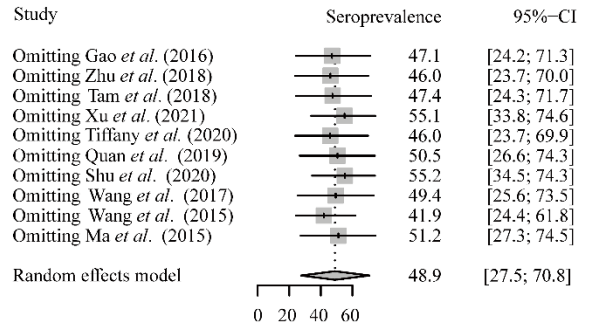 Study Seroprevalence 95%−CI
Omitting Gao et al. (2016) 47.1 [24.2; 71.3]
Omitting Zhu et al. (2018) 46.0 [23.7; 70.0]
Omitting Tam et al. (2018) 47.4 [24.3; 71.7]
Omitting Xu et al. (2021) 55.1 [33.8; 74.6]
Omitting Tiffany et al. (2020) 46.0 [23.7; 69.9]
Omitting Quan et al. (2019) 50.5 [26.6; 74.3]
Omitting Shu et al. (2020) 55.2 [34.5; 74.3]
Omitting Wang et al. (2017) 49.4 [25.6; 73.5]
Omitting Wang et al. (2015) 41.9 [24.4; 61.8]
Omitting Ma et al. (2015) 51.2 [27.3; 74.5]
Random effects model 48.9 [27.5; 70.8]
0 20 40 60